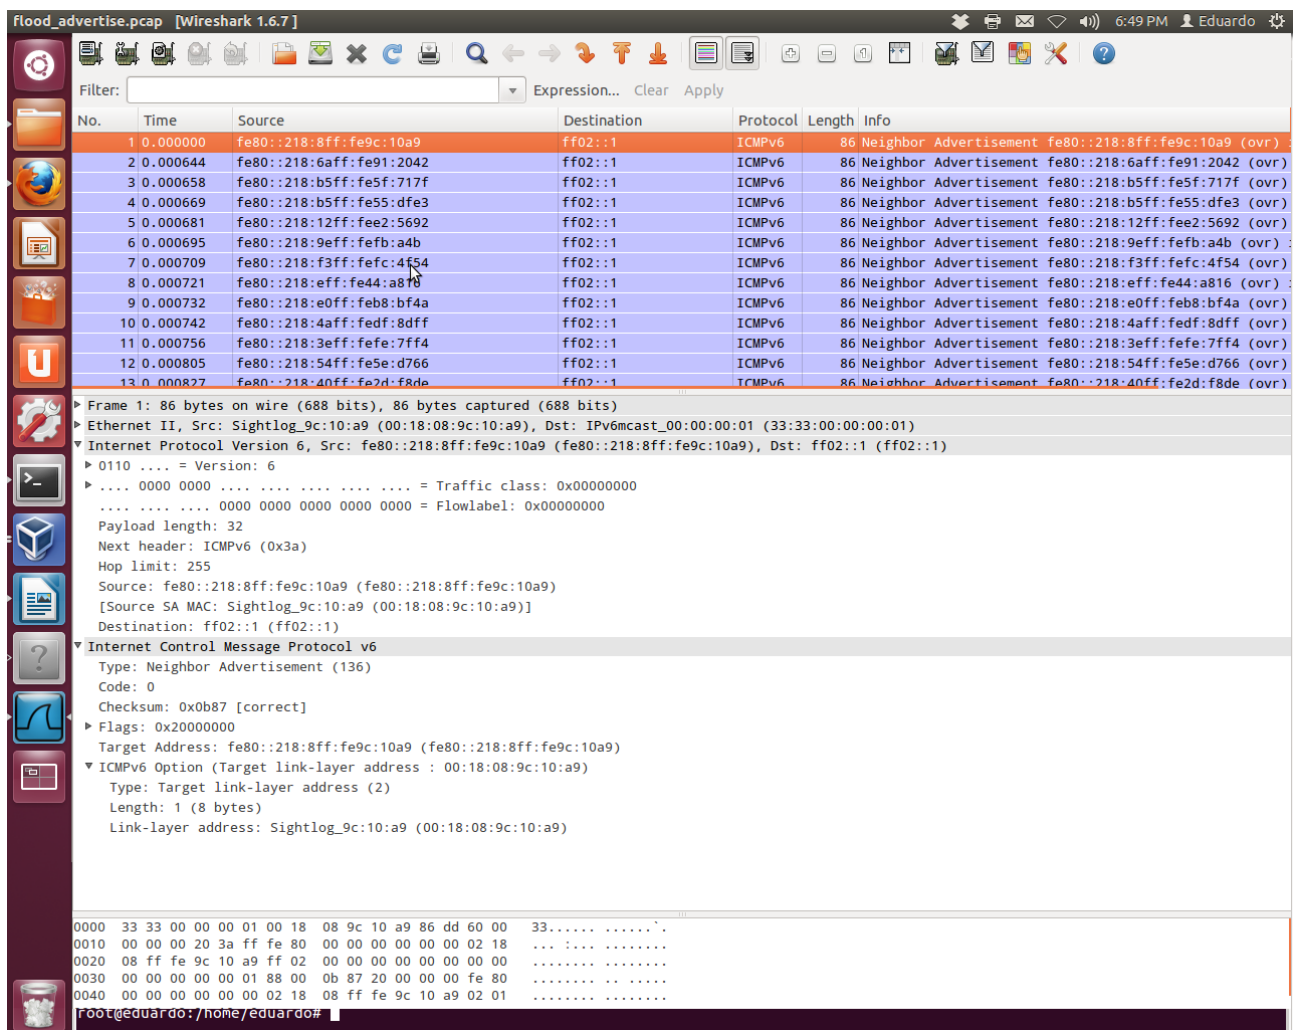 flood_advertise.pcap [Wireshark 1.6.7 ] 6:49 PM Eduardo
Filter: Expression... Clear Apply
No. Time Source Destination Protocol Length Info
1 0.000000 fe80::218:8ff:fe9c:10a9 ff02::1 ICMPv6 86 Neighbor Advertisement fe80::218:8ff:fe9c:10a9 (ovr)
2 0.000644 fe80::218:6aff:fe91:2042 ff02::1 ICMPv6 86 Neighbor Advertisement fe80::218:6aff:fe91:2042 (ovr)
3 0.000658 fe80::218:b5ff:fe5f:717f ff02::1 ICMPv6 86 Neighbor Advertisement fe80::218:b5ff:fe5f:717f (ovr)
4 0.000669 fe80::218:b5ff:fe55:dfe3 ff02::1 ICMPv6 86 Neighbor Advertisement fe80::218:b5ff:fe55:dfe3 (ovr)
5 0.000681 fe80::218:12ff:fee2:5692 ff02::1 ICMPv6 86 Neighbor Advertisement fe80::218:12ff:fee2:5692 (ovr)
6 0.000695 fe80::218:9eff:fefb:a4b ff02::1 ICMPv6 86 Neighbor Advertisement fe80::218:9eff:fefb:a4b (ovr)
7 0.000709 fe80::218:f3ff:fefc:4f54 ff02::1 ICMPv6 86 Neighbor Advertisement fe80::218:f3ff:fefc:4f54 (ovr)
8 0.000721 fe80::218:eff:fe44:a816 ff02::1 ICMPv6 86 Neighbor Advertisement fe80::218:eff:fe44:a816 (ovr)
9 0.000732 fe80::218:e0ff:feb8:bf4a ff02::1 ICMPv6 86 Neighbor Advertisement fe80::218:e0ff:feb8:bf4a (ovr)
10 0.000742 fe80::218:4aff:fedf:8dff ff02::1 ICMPv6 86 Neighbor Advertisement fe80::218:4aff:fedf:8dff (ovr)
11 0.000756 fe80::218:3eff:fefe:7ff4 ff02::1 ICMPv6 86 Neighbor Advertisement fe80::218:3eff:fefe:7ff4 (ovr)
12 0.000805 fe80::218:54ff:fe5e:d766 ff02::1 ICMPv6 86 Neighbor Advertisement fe80::218:54ff:fe5e:d766 (ovr)
13 0.000827 fe80::218:40ff:fe2d:f8de ff02::1 ICMPv6 86 Neighbor Advertisement fe80::218:40ff:fe2d:f8de (ovr)
Frame 1: 86 bytes on wire (688 bits), 86 bytes captured (688 bits)
Ethernet II, Src: Sightlog_9c:10:a9 (00:18:08:9c:10:a9), Dst: IPv6mcast_00:00:00:01 (33:33:00:00:00:01)
Internet Protocol Version 6, Src: fe80::218:8ff:fe9c:10a9 (fe80::218:8ff:fe9c:10a9), Dst: ff02::1 (ff02::1)
0110 .... = Version: 6
.... 0000 0000 .... .... .... .... .... = Traffic class: 0x00000000
.... .... .... 0000 0000 0000 0000 0000 = Flowlabel: 0x00000000
Payload length: 32
Next header: ICMPv6 (0x3a)
Hop limit: 255
Source: fe80::218:8ff:fe9c:10a9 (fe80::218:8ff:fe9c:10a9)
[Source SA MAC: Sightlog_9c:10:a9 (00:18:08:9c:10:a9)]
Destination: ff02::1 (ff02::1)
Internet Control Message Protocol v6
Type: Neighbor Advertisement (136)
Code: 0
Checksum: 0x0b87 [correct]
Flags: 0x20000000
Target Address: fe80::218:8ff:fe9c:10a9 (fe80::218:8ff:fe9c:10a9)
ICMPv6 Option (Target link-layer address : 00:18:08:9c:10:a9)
Type: Target link-layer address (2)
Length: 1 (8 bytes)
Link-layer address: Sightlog_9c:10:a9 (00:18:08:9c:10:a9)
0000 33 33 00 00 00 01 00 18 08 9c 10 a9 86 dd 60 00 33...... ......`.
0010 00 00 00 20 3a ff fe 80 00 00 00 00 00 00 02 18 ... :... ........
0020 08 ff fe 9c 10 a9 ff 02 00 00 00 00 00 00 00 00 ........ ........
0030 00 00 00 00 00 01 88 00 0b 87 20 00 00 00 fe 80 ........ .. .....
0040 00 00 00 00 00 00 02 18 08 ff fe 9c 10 a9 02 01 ........ ........
root@eduardo:/home/eduardo#